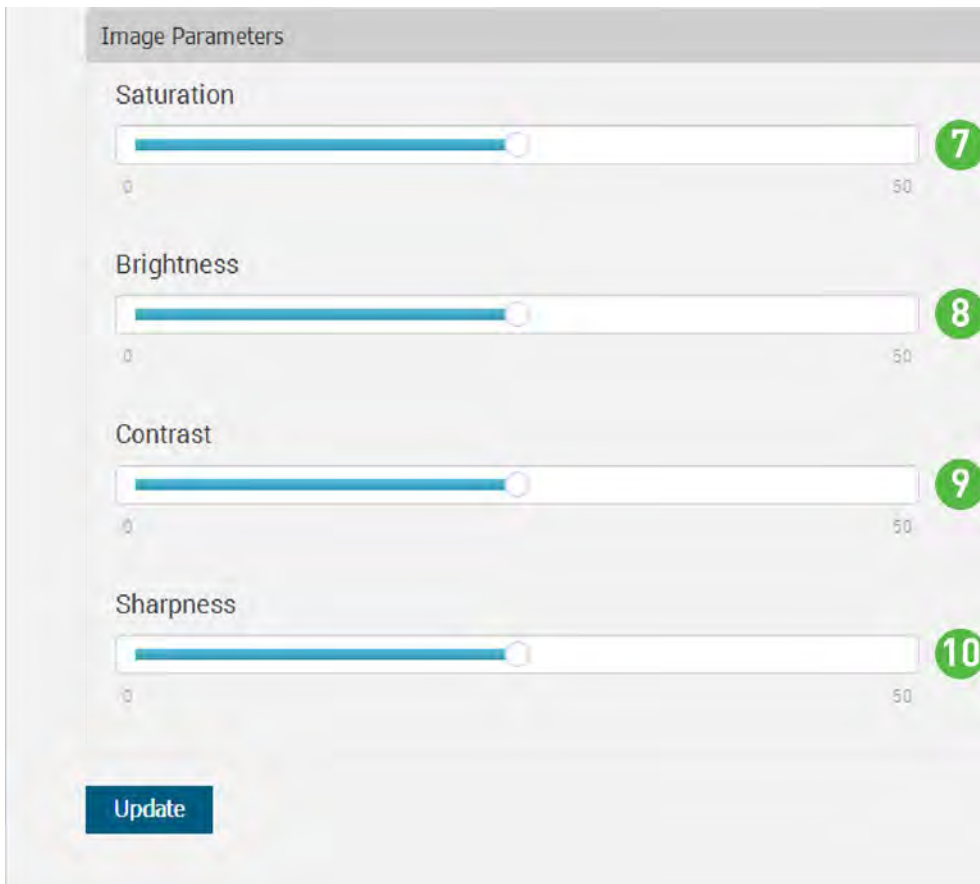 Image Parameters
Saturation
7
0 50
Brightness
8
0 50
Contrast
9
0 50
Sharpness
10
0 50
Update